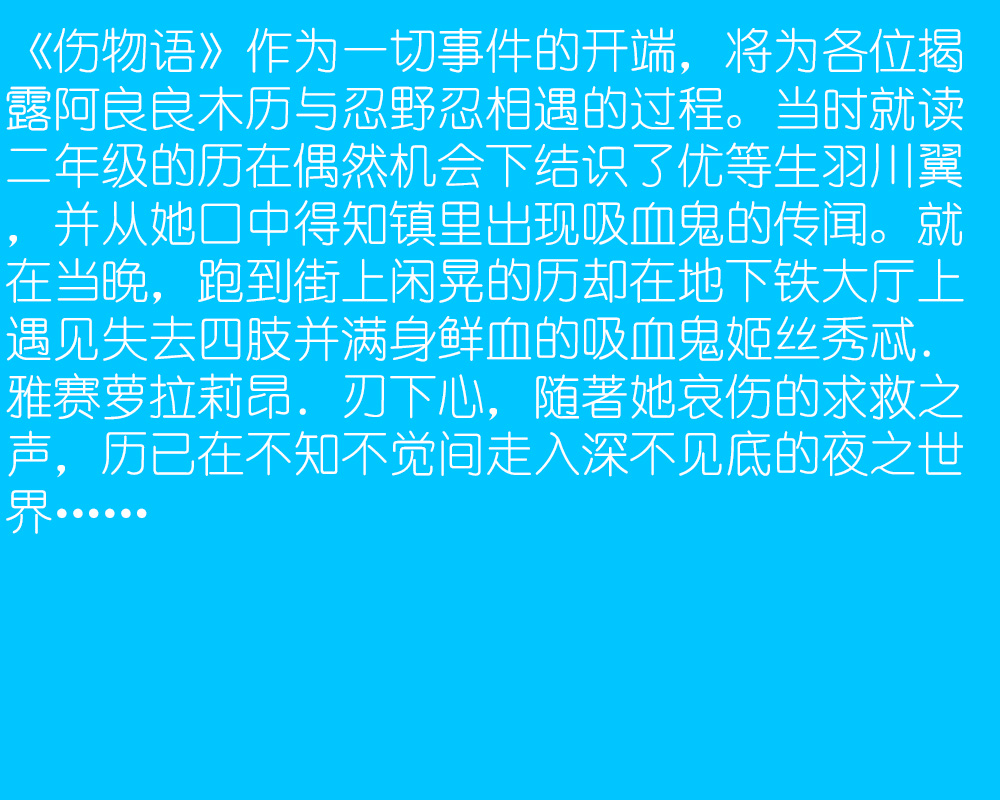 《伤物语》作为一切事件的开端，将为各位揭
露阿良良木历与忍野忍相遇的过程。当时就读
二年级的历在偶然机会下结识了优等生羽川翼
，并从她口中得知镇里出现吸血鬼的传闻。就
在当晚，跑到街上闲晃的历却在地下铁大厅上
遇见失去四肢并满身鲜血的吸血鬼姬丝秀忒．
雅赛萝拉莉昂．刃下心，随著她哀伤的求救之
声，历已在不知不觉间走入深不见底的夜之世
界……